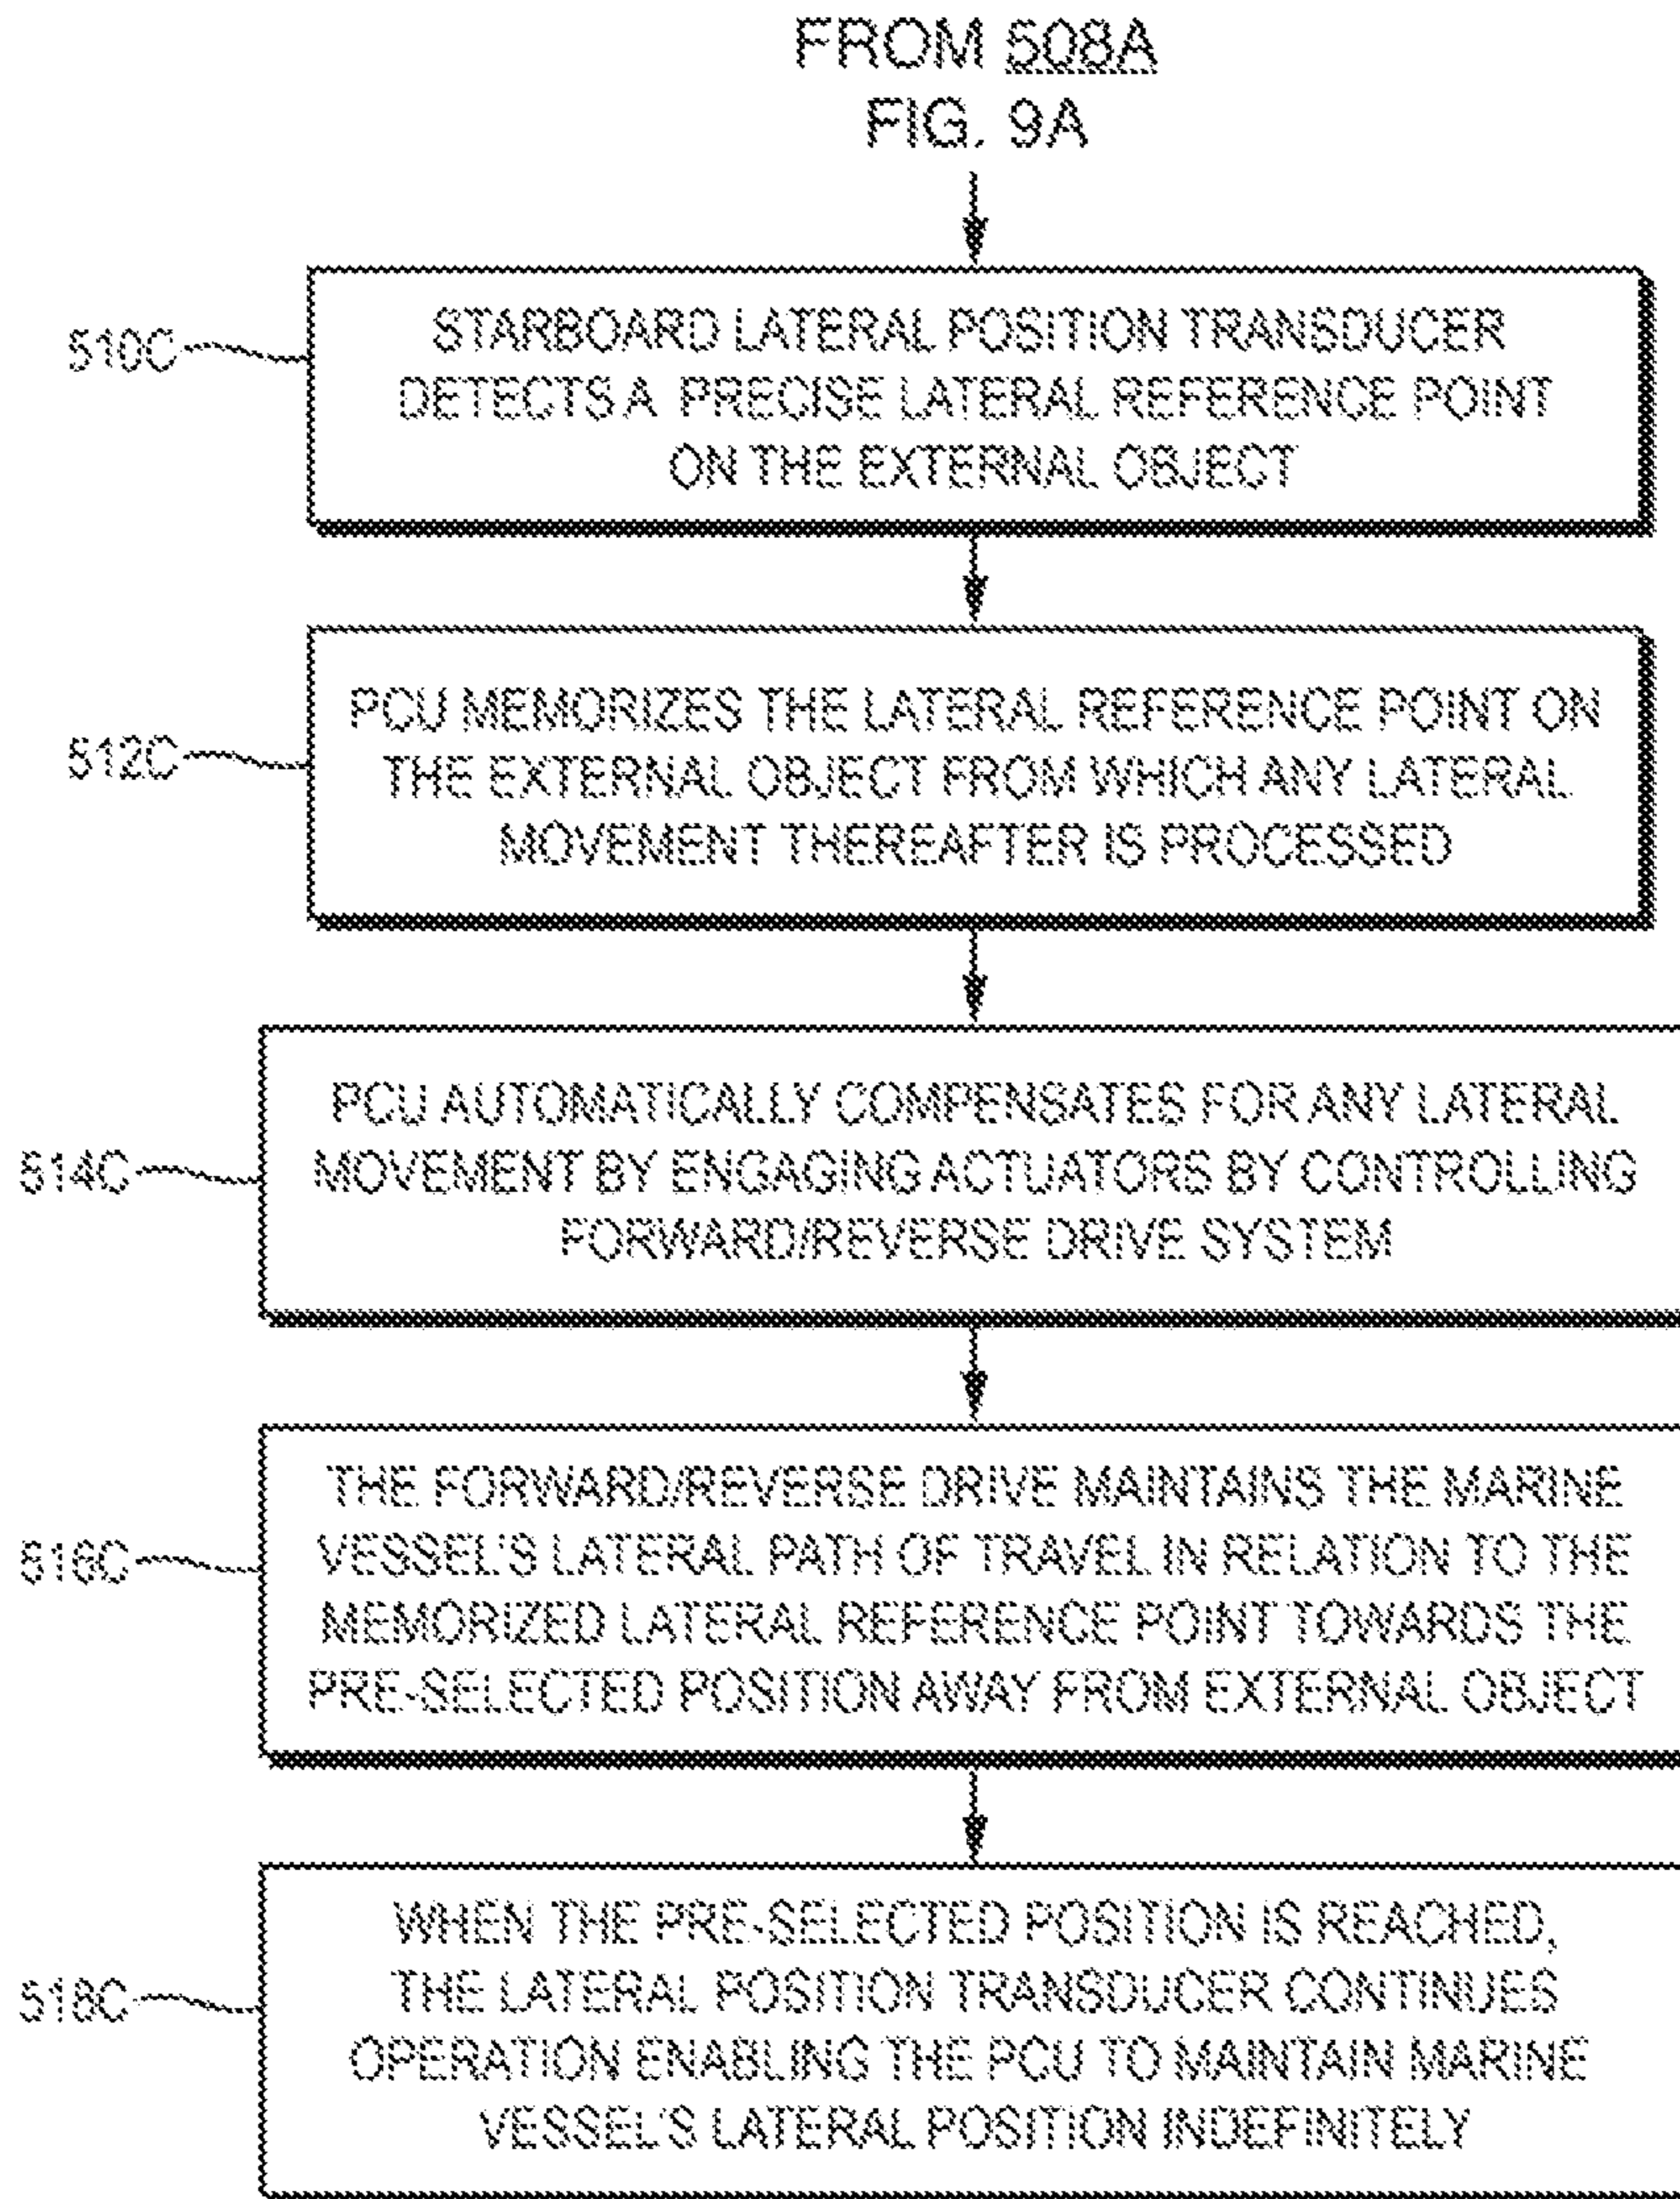 FROM 508A
FIG. 9A
510C
STARBOARD LATERAL POSITION TRANSDUCER
DETECTS A PRECISE LATERAL REFERENCE POINT
ON THE EXTERNAL OBJECT
512C
PCU MEMORIZES THE LATERAL REFERENCE POINT ON
THE EXTERNAL OBJECT FROM WHICH ANY LATERAL
MOVEMENT THEREAFTER IS PROCESSED
514C
PCU AUTOMATICALLY COMPENSATES FOR ANY LATERAL
MOVEMENT BY ENGAGING ACTUATORS BY CONTROLLING
FORWARD/REVERSE DRIVE SYSTEM
516C
THE FORWARD/REVERSE DRIVE MAINTAINS THE MARINE
VESSEL'S LATERAL PATH OF TRAVEL IN RELATION TO THE
MEMORIZED LATERAL REFERENCE POINT TOWARDS THE
PRE-SELECTED POSITION AWAY FROM EXTERNAL OBJECT
518C
WHEN THE PRE-SELECTED POSITION IS REACHED,
THE LATERAL POSITION TRANSDUCER CONTINUES
OPERATION ENABLING THE PCU TO MAINTAIN MARINE
VESSEL'S LATERAL POSITION INDEFINITELY